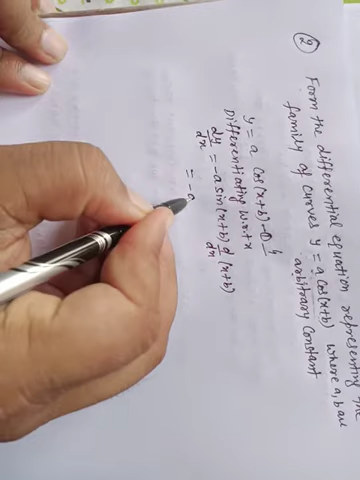 ②
Form the differential equation representing the
family of curves y = a cos(x+b) where a, b are
arbitrary constant
y = a cos(x+b) - ①
Differentiating w.r.t x
dy/dx = -a sin(x+b) d/dx (x+b)
= -a